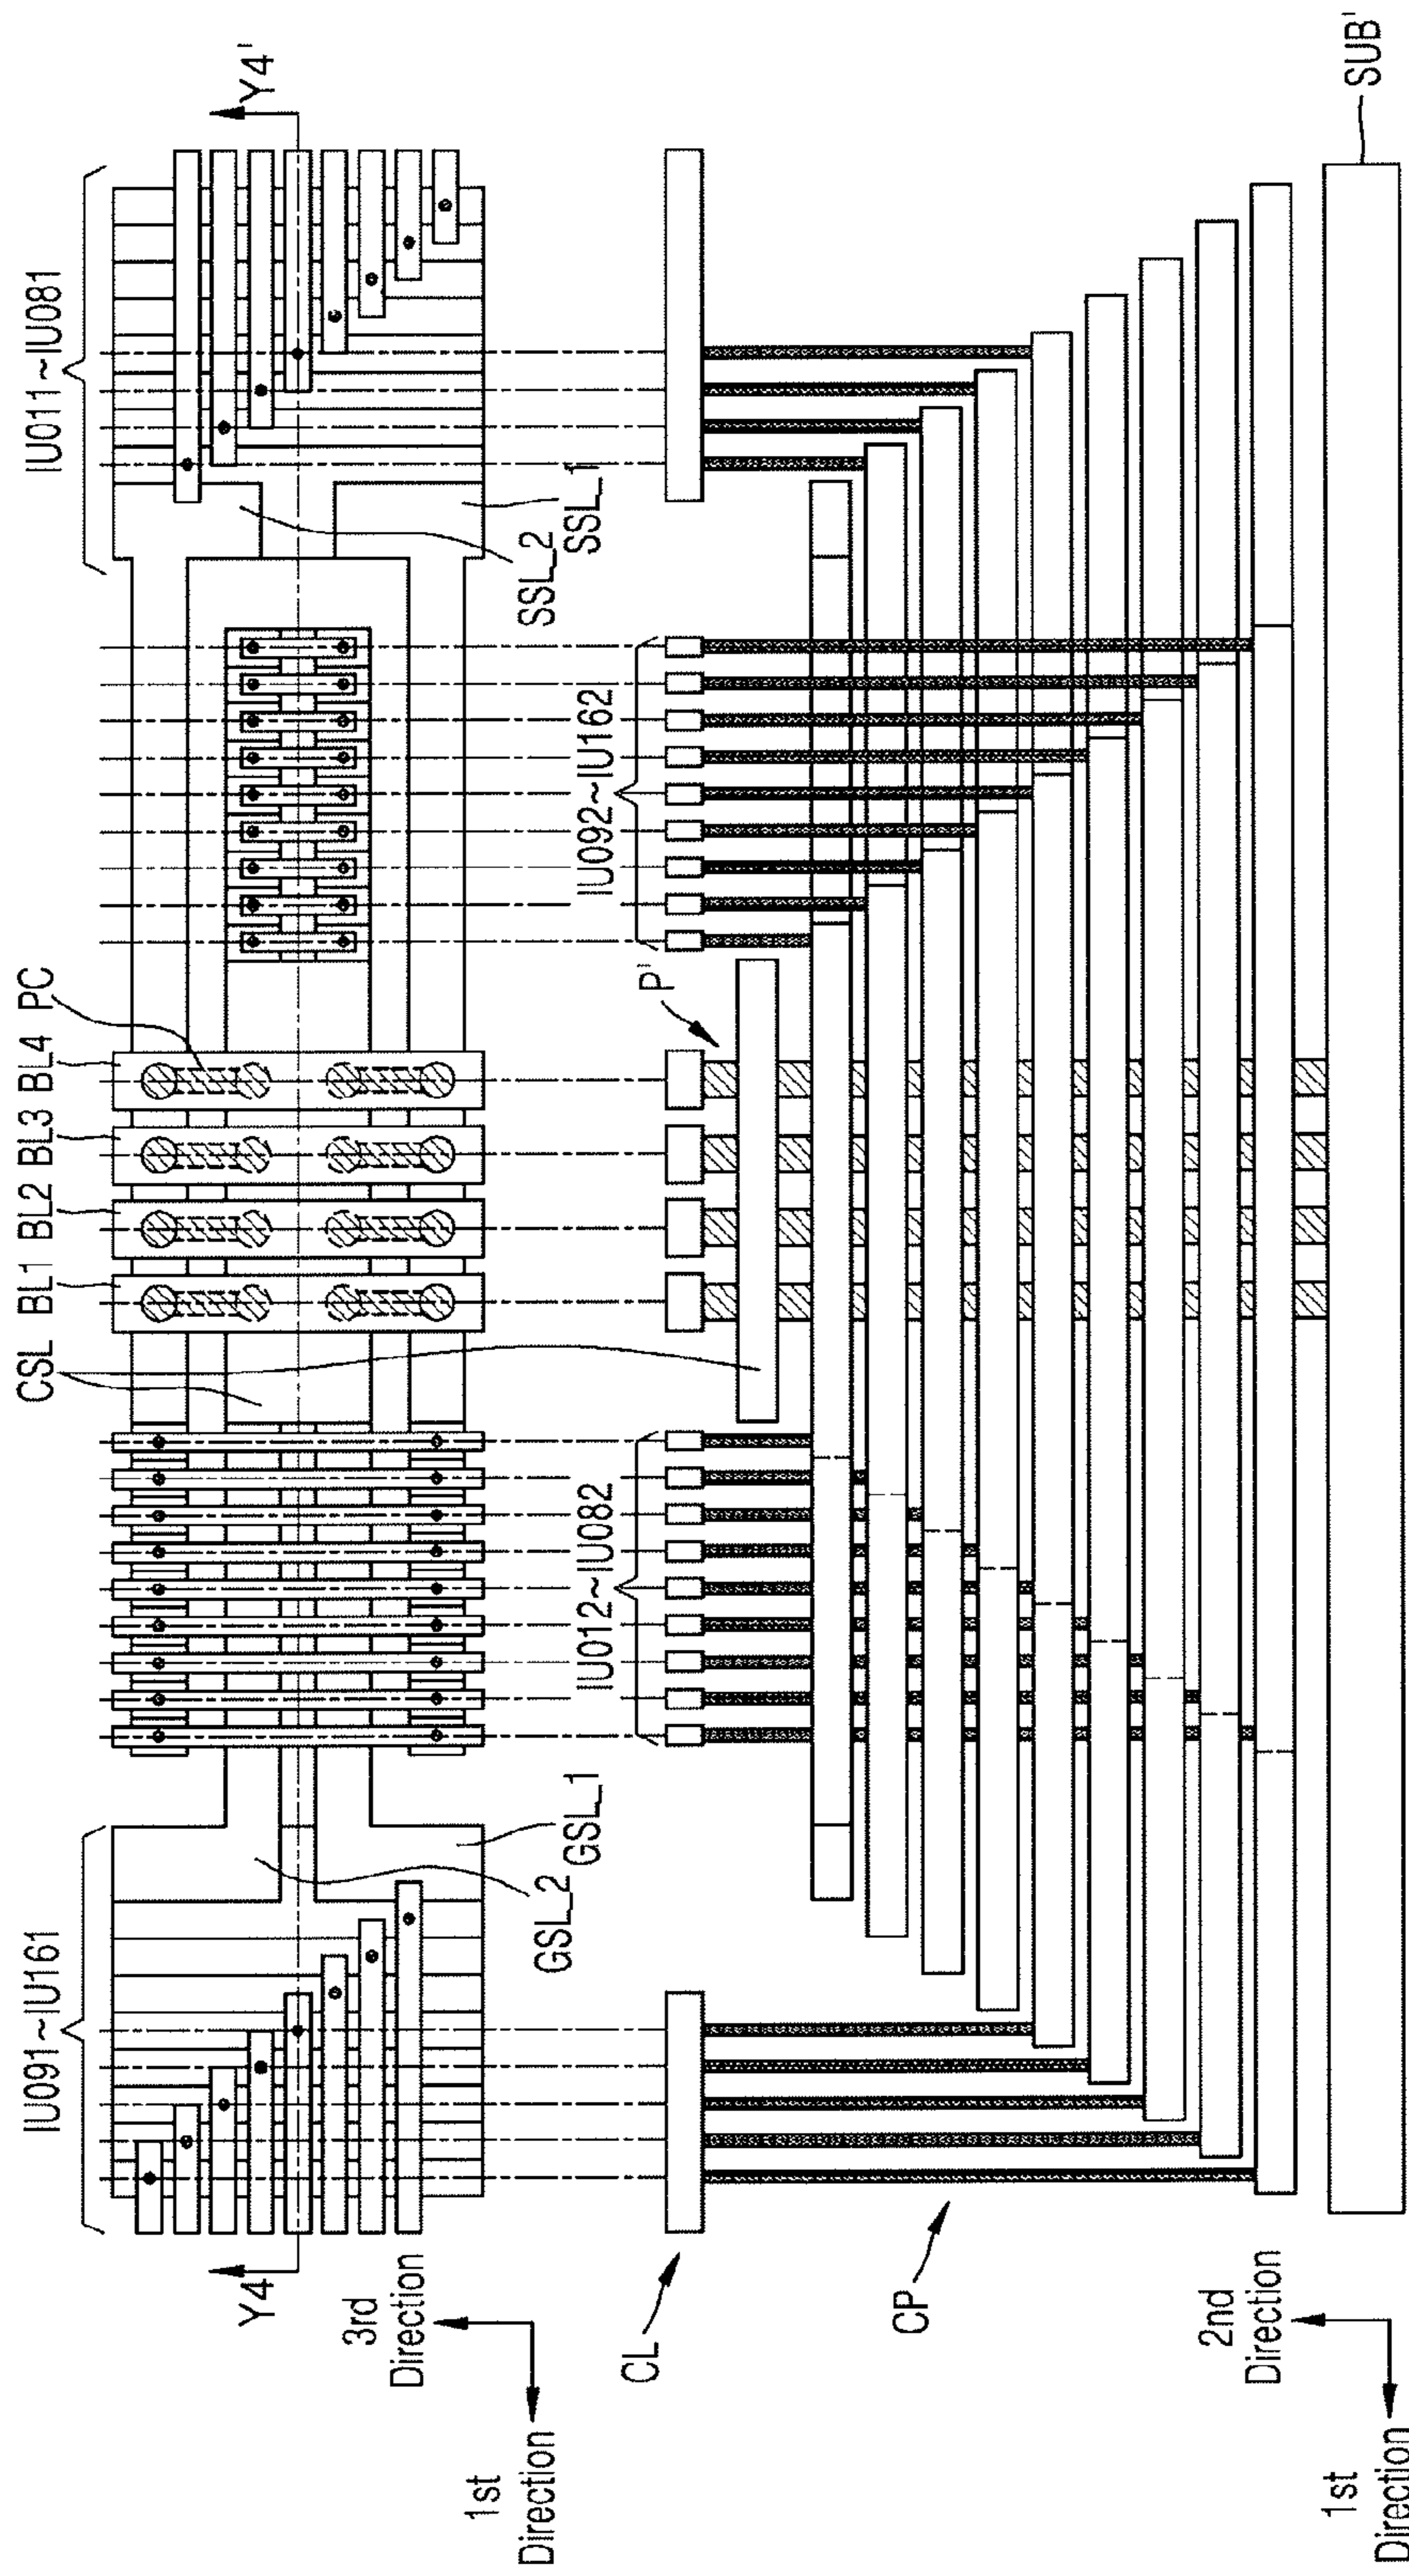 IU091~IU161
CSL BL1 BL2 BL3 BL4 PC
IU011~IU081
Y4
Y4'
GSL_2
GSL_1
SSL_2
SSL_1
3rd
Direction
1st
Direction
IU012~IU082
IU092~IU162
P'
CL
CP
SUB'
2nd
Direction
1st
Direction